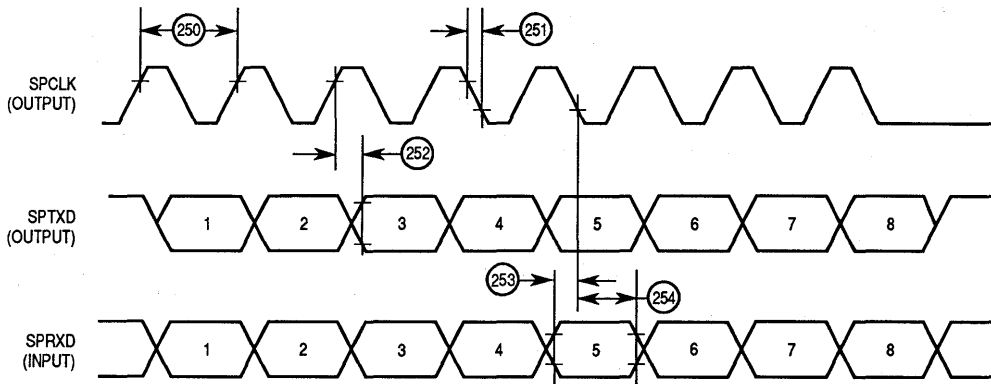 250
251
SPCLK
(OUTPUT)
252
SPTXD
(OUTPUT)
1 2 3 4 5 6 7 8
253
254
SPRXD
(INPUT)
1 2 3 4 5 6 7 8